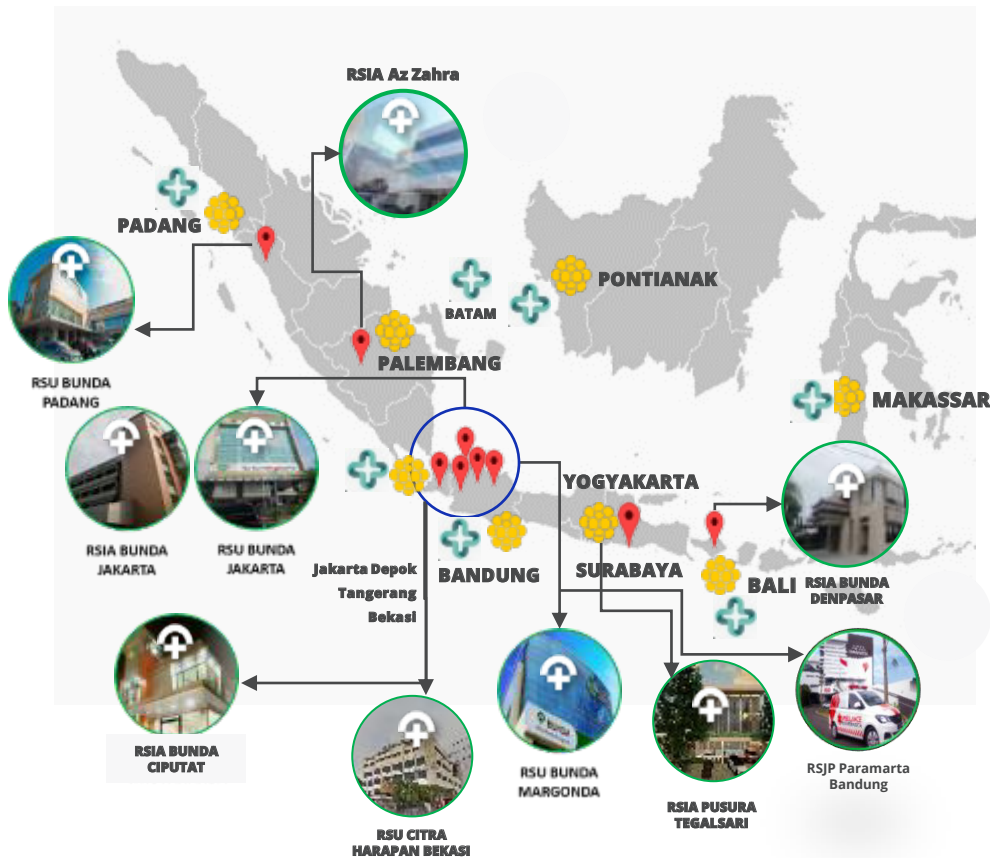 RSIA Az Zahra
PADANG
PONTIANAK
BATAM
RSU BUNDA
PADANG
PALEMBANG
MAKASSAR
YOGYAKARTA
RSIA BUNDA
JAKARTA
RSU BUNDA
JAKARTA
Jakarta Depok
Tangerang
Bekasi
BANDUNG
SURABAYA
BALI
RSIA BUNDA
DENPASAR
RSIA BUNDA
CIPUTAT
RSU CITRA
HARAPAN BEKASI
BUNDA
RSU BUNDA
MARGONDA
RSIA PUSURA
TEGALSARI
RSJP Paramarta
Bandung